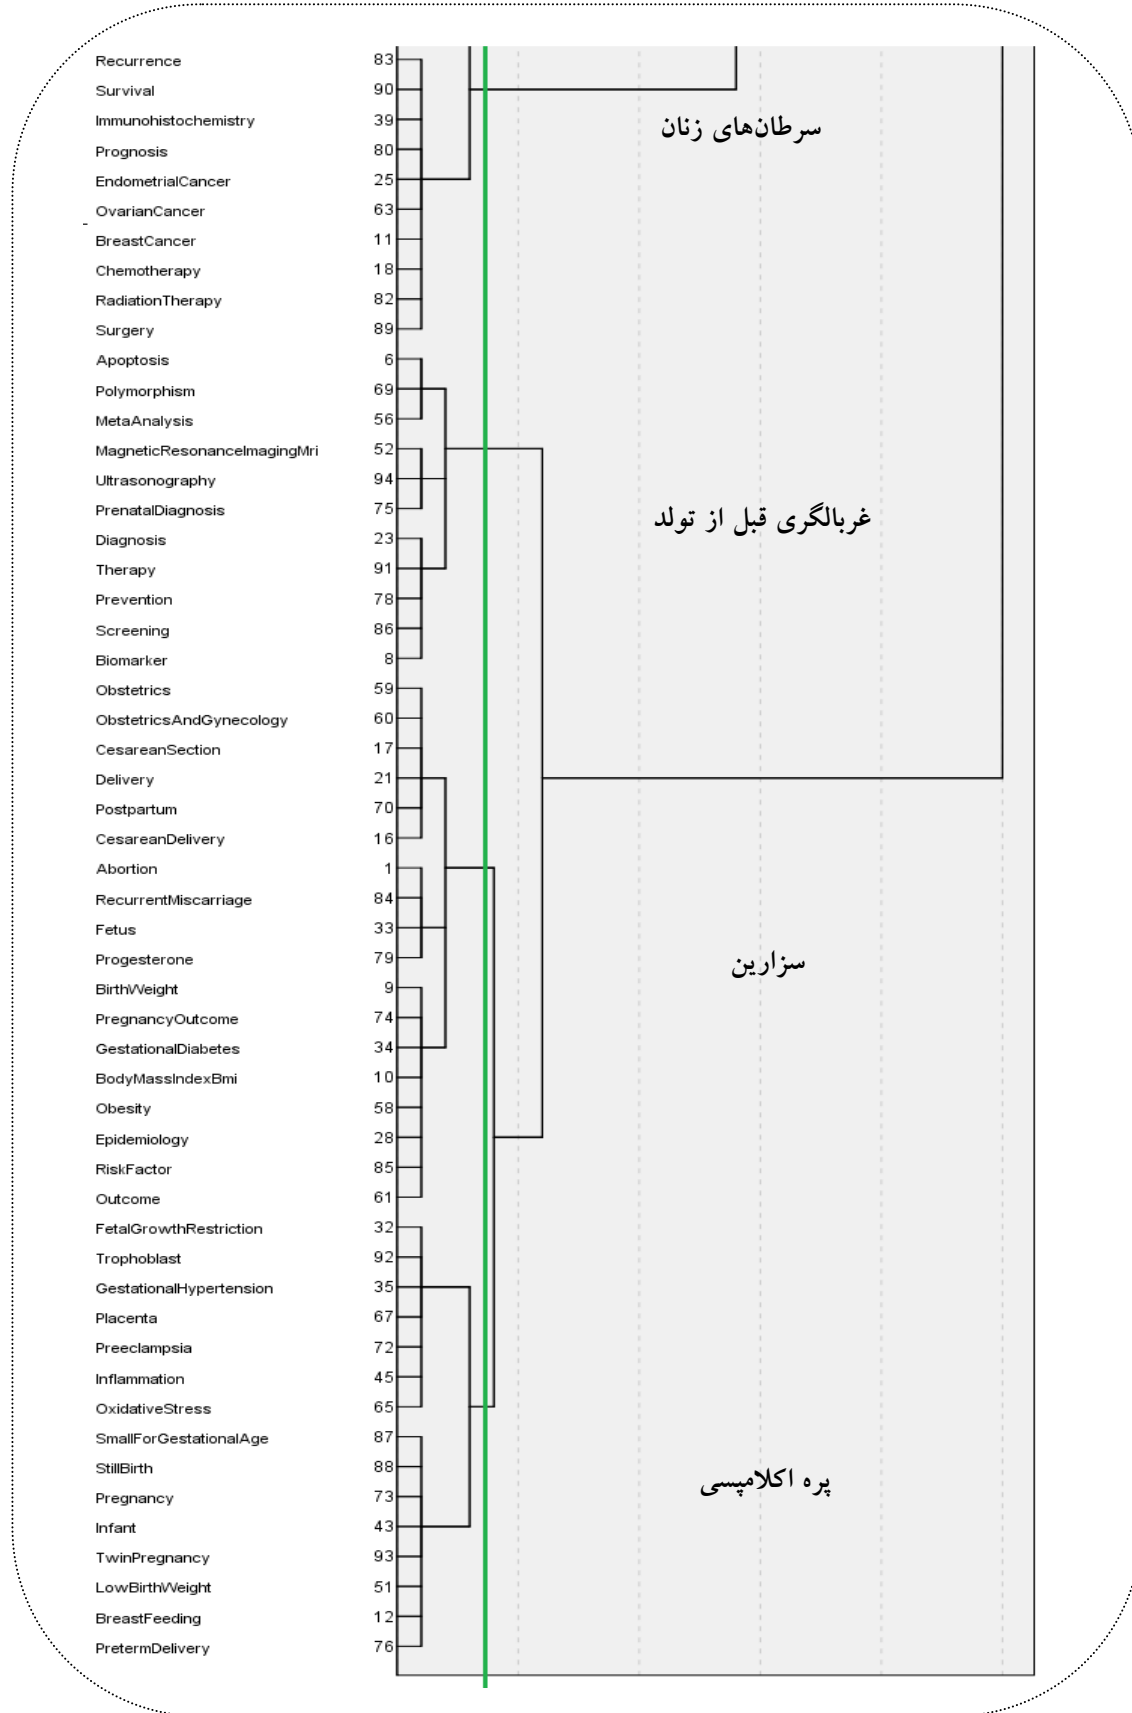 Recurrence 83
Survival 90
سرطان‌های زنان
Immunohistochemistry 39
Prognosis 80
EndometrialCancer 25
OvarianCancer 63
BreastCancer 11
Chemotherapy 18
RadiationTherapy 82
Surgery 89
Apoptosis 6
Polymorphism 69
MetaAnalysis 56
MagneticResonanceImagingMri 52
Ultrasonography 94
PrenatalDiagnosis 75
غربالگری قبل از تولد
Diagnosis 23
Therapy 91
Prevention 78
Screening 86
Biomarker 8
Obstetrics 59
ObstetricsAndGynecology 60
CesareanSection 17
Delivery 21
Postpartum 70
CesareanDelivery 16
Abortion 1
RecurrentMiscarriage 84
Fetus 33
Progesterone 79
سزارین
BirthWeight 9
PregnancyOutcome 74
GestationalDiabetes 34
BodyMassIndexBmi 10
Obesity 58
Epidemiology 28
RiskFactor 85
Outcome 61
FetalGrowthRestriction 32
Trophoblast 92
GestationalHypertension 35
Placenta 67
Preeclampsia 72
Inflammation 45
OxidativeStress 65
SmallForGestationalAge 87
StillBirth 88
پره اکلامپسی
Pregnancy 73
Infant 43
TwinPregnancy 93
LowBirthWeight 51
BreastFeeding 12
PretermDelivery 76